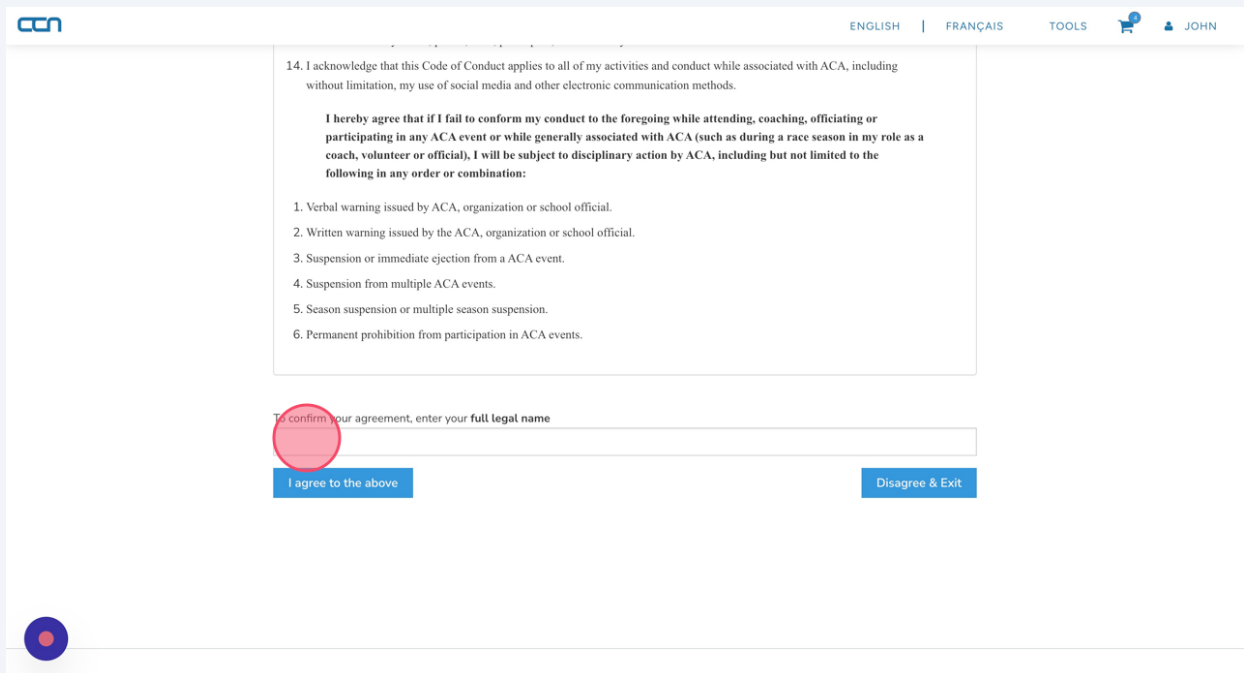 CCN
ENGLISH | FRANÇAIS TOOLS JOHN
14. I acknowledge that this Code of Conduct applies to all of my activities and conduct while associated with ACA, including
without limitation, my use of social media and other electronic communication methods.
I hereby agree that if I fail to conform my conduct to the foregoing while attending, coaching, officiating or
participating in any ACA event or while generally associated with ACA (such as during a race season in my role as a
coach, volunteer or official), I will be subject to disciplinary action by ACA, including but not limited to the
following in any order or combination:
1. Verbal warning issued by ACA, organization or school official.
2. Written warning issued by the ACA, organization or school official.
3. Suspension or immediate ejection from a ACA event.
4. Suspension from multiple ACA events.
5. Season suspension or multiple season suspension.
6. Permanent prohibition from participation in ACA events.
To confirm your agreement, enter your full legal name
I agree to the above
Disagree & Exit